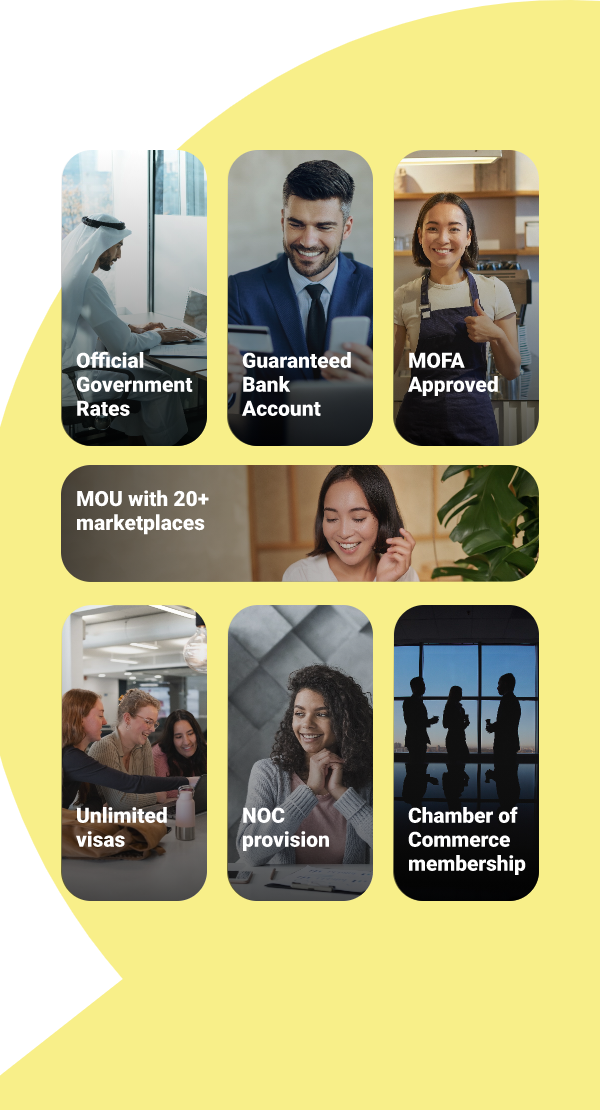 Official
Government
Rates
Guaranteed
Bank
Account
MOFA
Approved
MOU with 20+
marketplaces
Unlimited
visas
NOC
provision
Chamber of
Commerce
membership